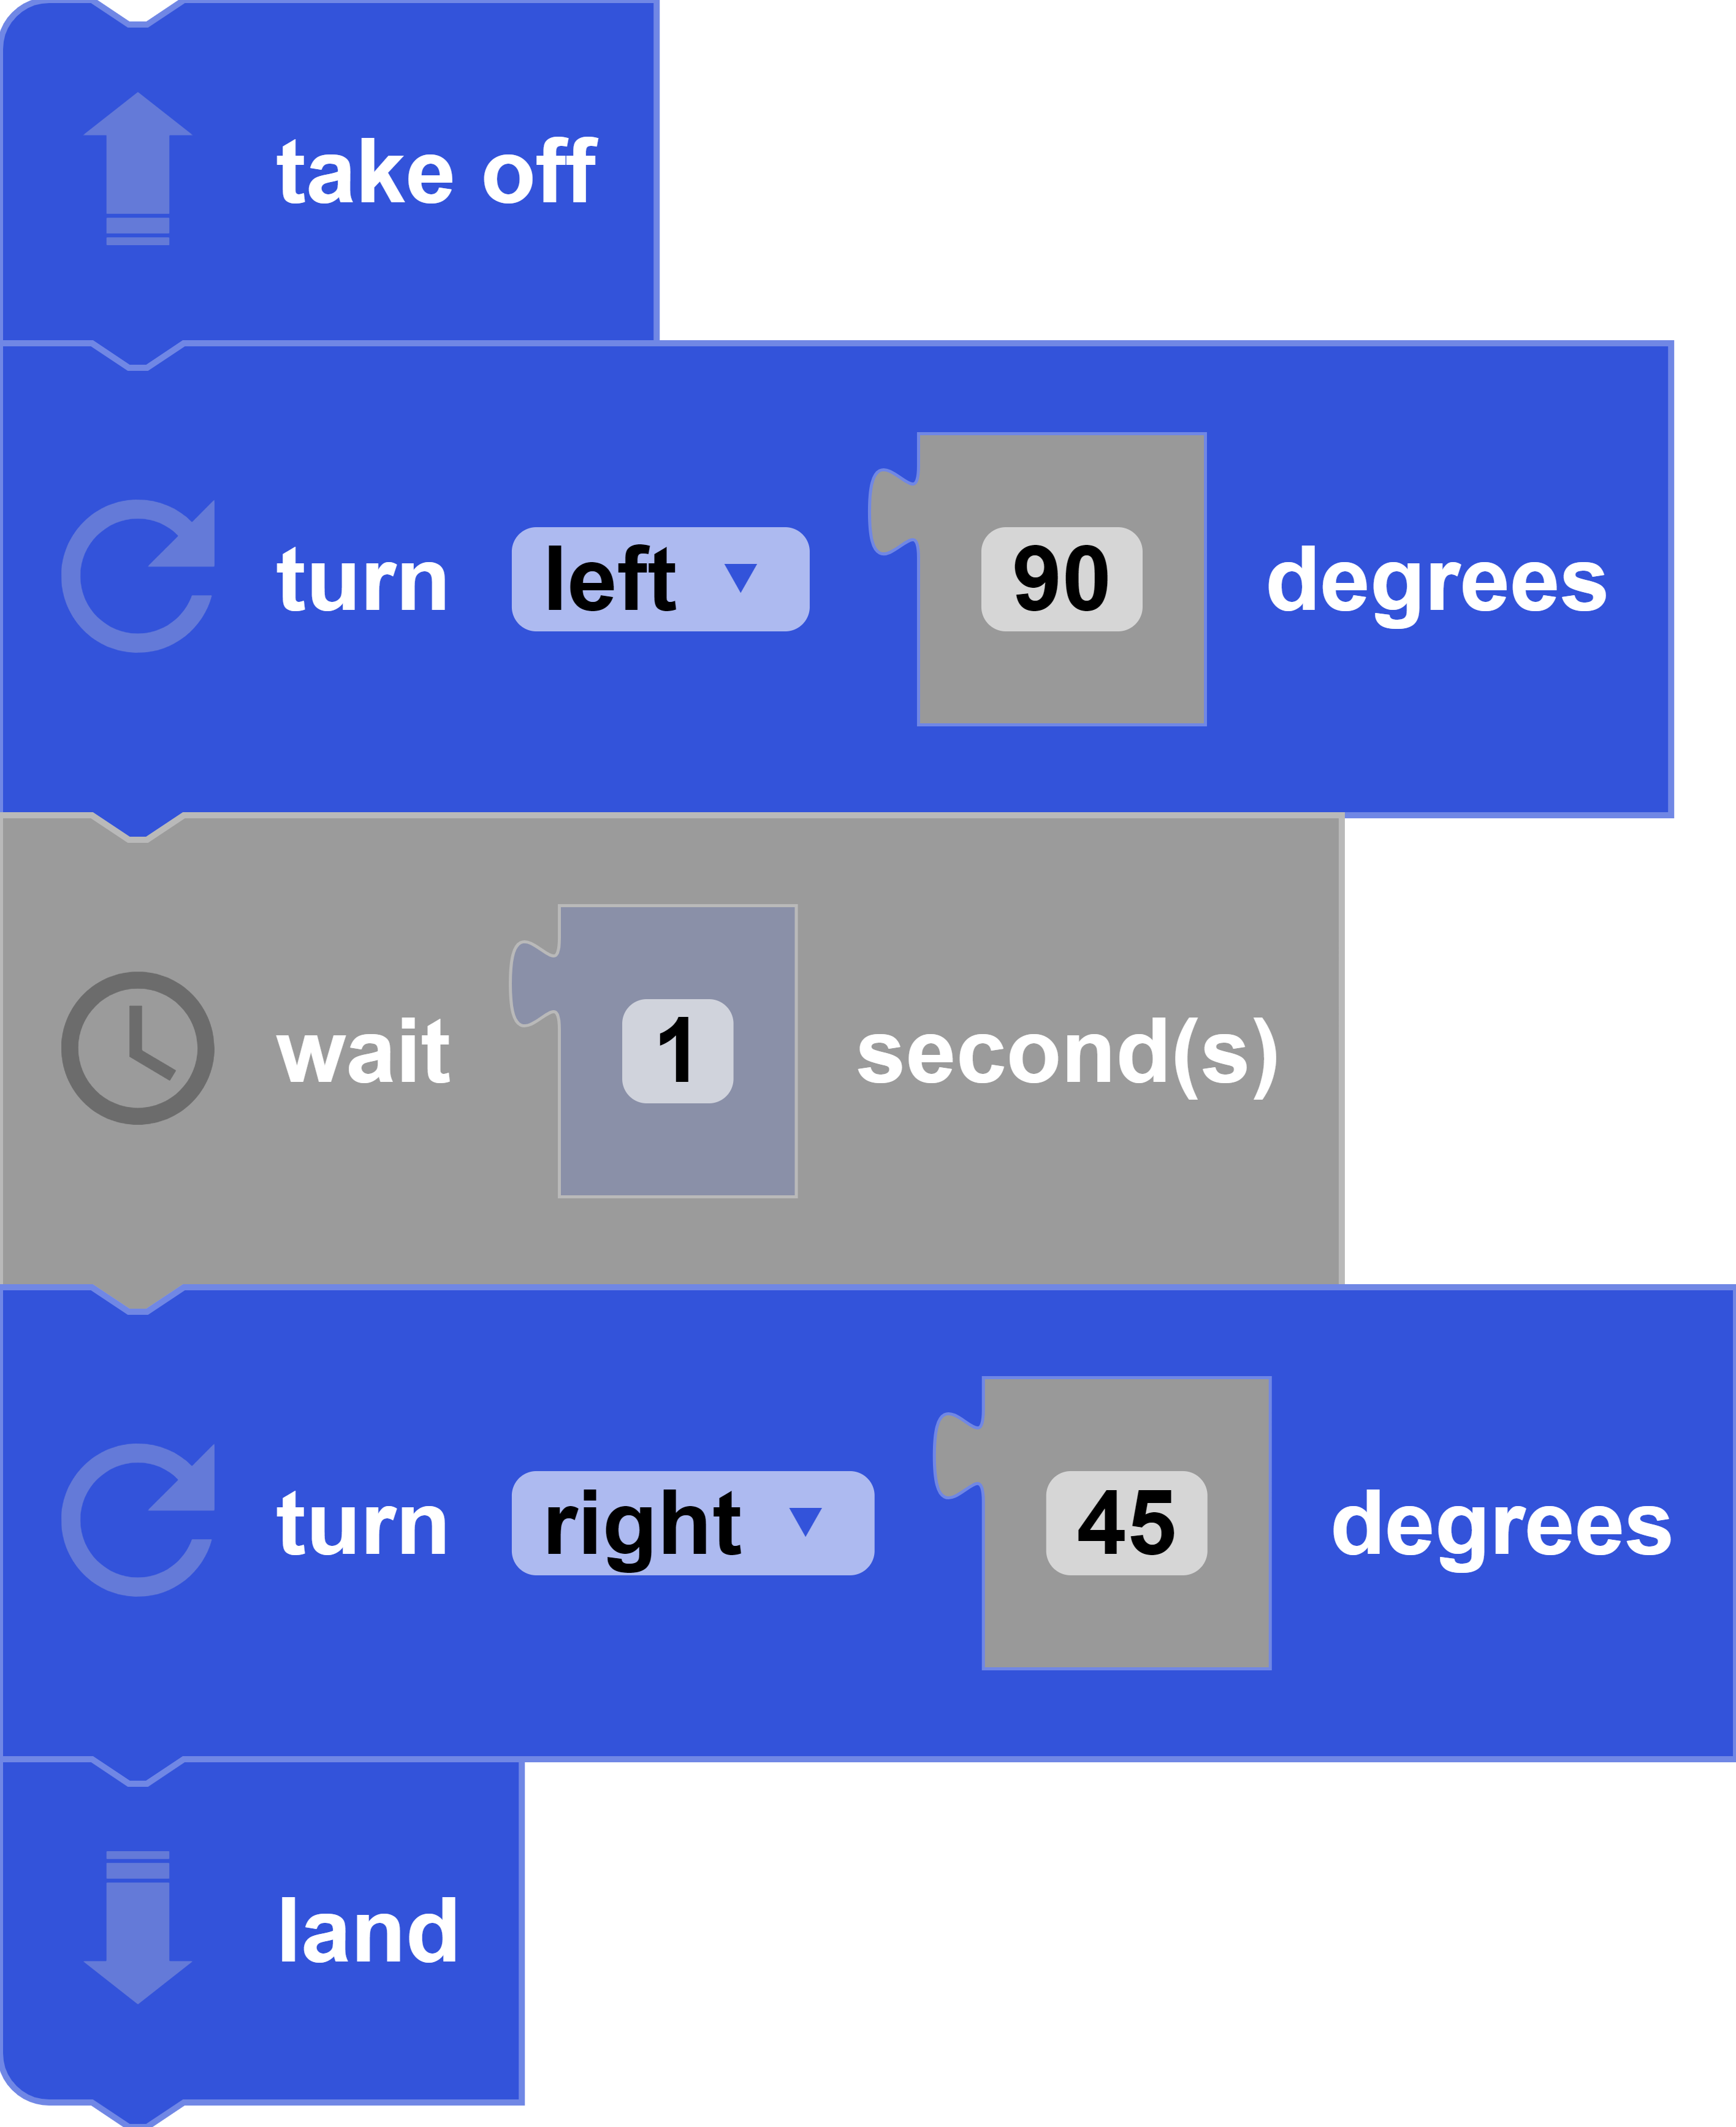 take off
turn left 90 degrees
wait 1 second(s)
turn right 45 degrees
land